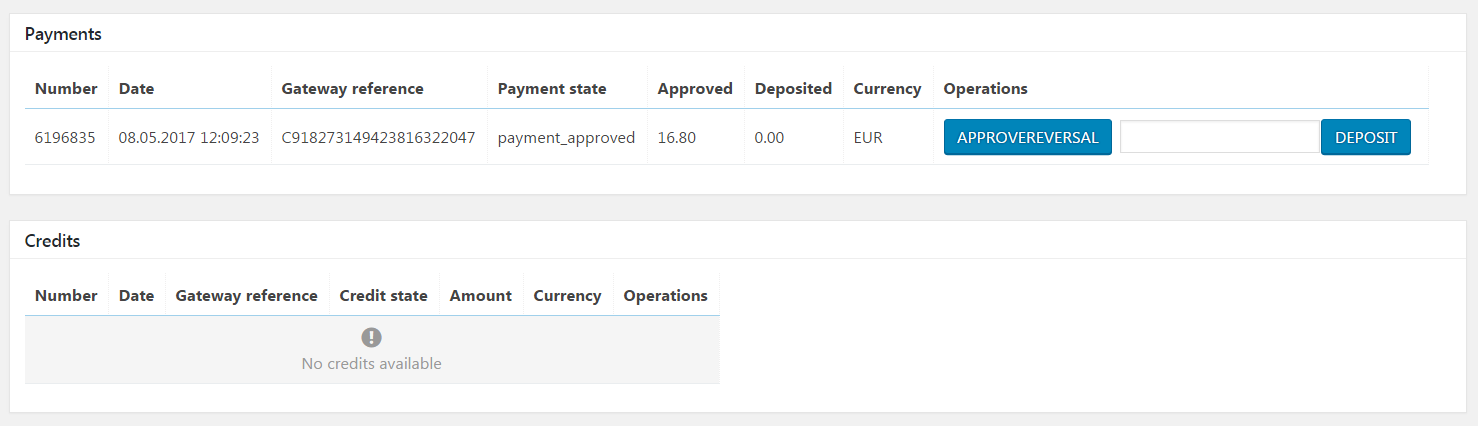 Payments
Number Date Gateway reference Payment state Approved Deposited Currency Operations
6196835 08.05.2017 12:09:23 C918273149423816322047 payment_approved 16.80 0.00 EUR APPROVEREVERSAL DEPOSIT
Credits
Number Date Gateway reference Credit state Amount Currency Operations
No credits available